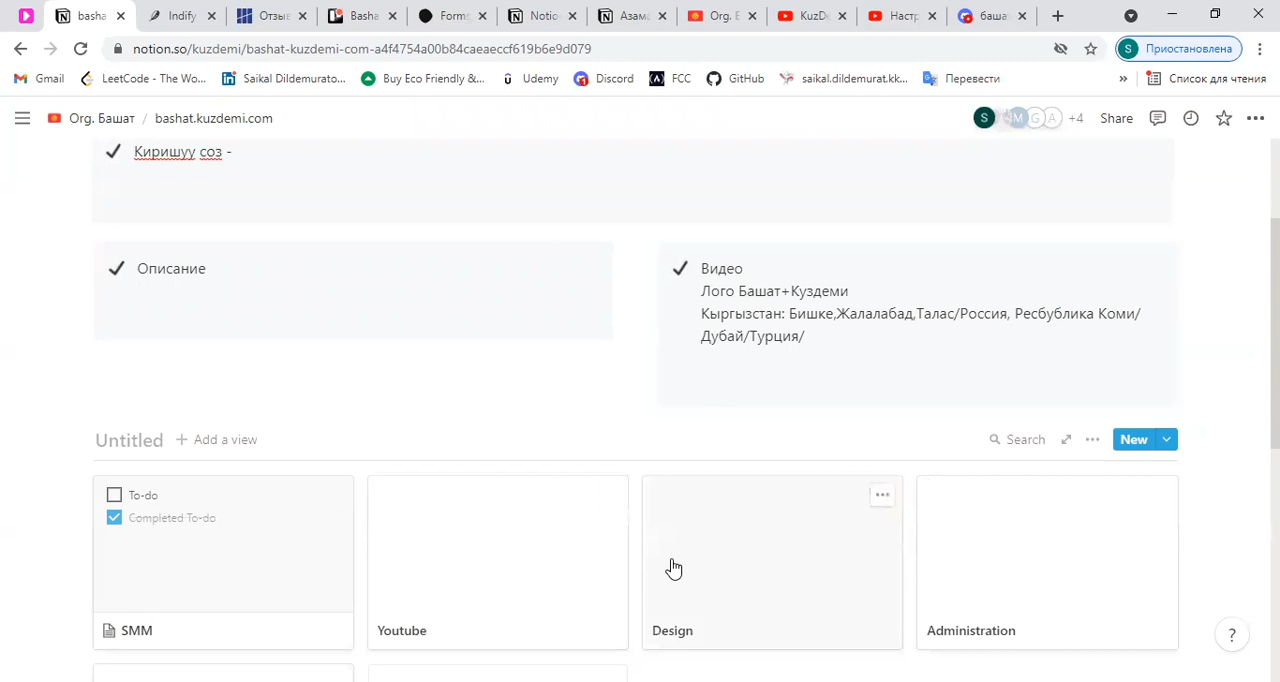 basha
Indify
Отзыв
Basha
Form
Notio
Азам
Org. Б
KuzD
Настр
башат
notion.so/kuzdemi/bashat-kuzdemi-com-a4f4754a00b84caeaeccf619b6e9d079
S
Приостановлена
Gmail
LeetCode - The Wo...
Saikal Dildemurato...
Buy Eco Friendly &...
Udemy
Discord
FCC
GitHub
saikal.dildemurat.kk...
Перевести
»
Список для чтения
Org. Башат / bashat.kuzdemi.com
S M G A +4
Share
Киришуу соз -
Описание
Видео
Лого Башат+Куздеми
Кыргызстан: Бишке,Жалалабад,Талас/Россия, Ресбублика Коми/
Дубай/Турция/
Untitled
+ Add a view
Search
New
To-do
Completed To-do
SMM
Youtube
Design
Administration
?